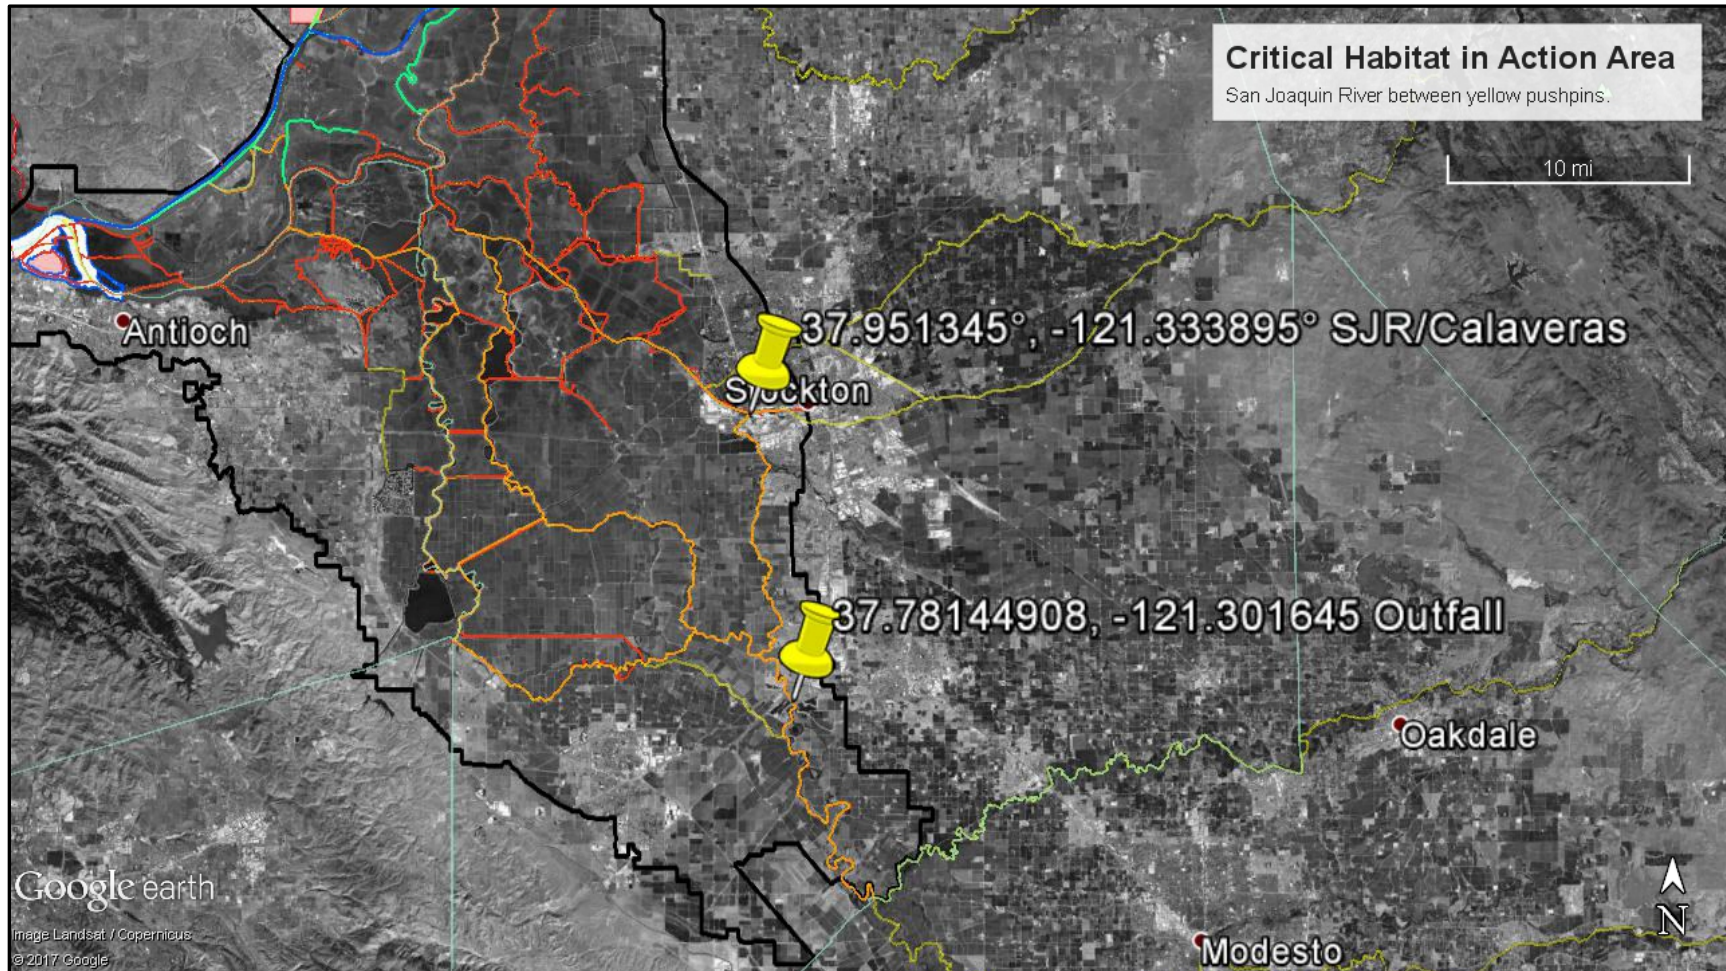 Critical Habitat in Action Area
San Joaquin River between yellow pushpins.
10 mi
37.951345°, -121.333895° SJR/Calaveras
Antioch
Stockton
37.78144908, -121.301645 Outfall
Oakdale
Google earth
N
Image Landsat / Copernicus
Modesto
© 2017 Google